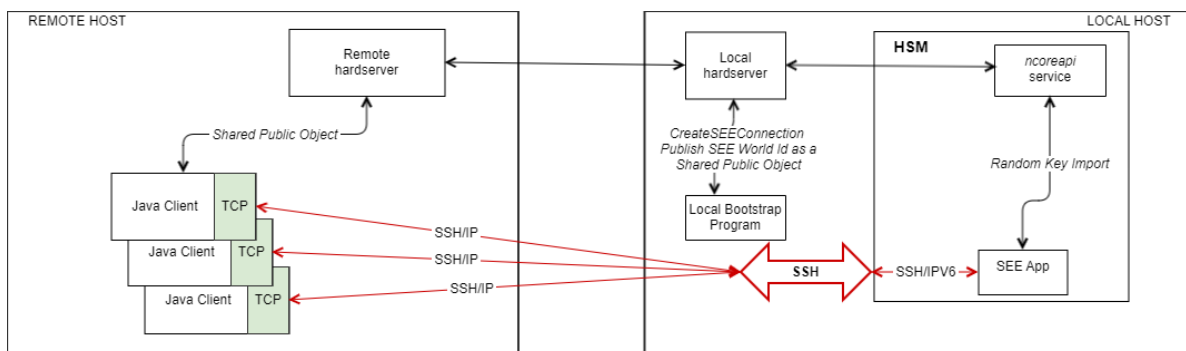 REMOTE HOST
LOCAL HOST
HSM
Remote
hardserver
Local
hardserver
ncoreapi
service
Shared Public Object
CreateSEEConnection
Publish SEE World Id as a
Shared Public Object
Random Key Import
Java Client
TCP
Local Bootstrap
Program
SSH/IP
Java Client
TCP
SSH/IP
SSH
SSH/IPV6
SEE App
Java Client
TCP
SSH/IP